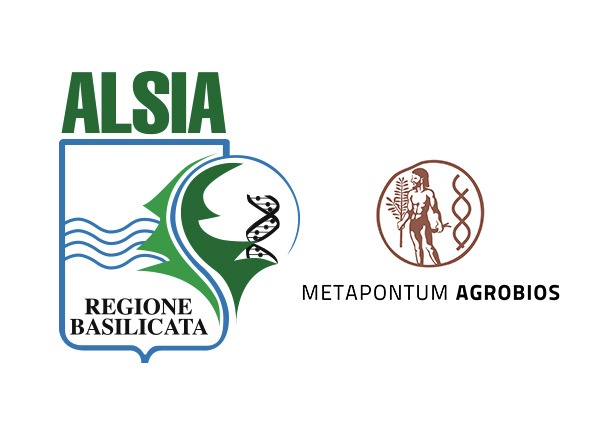 ALSIA
REGIONE
BASILICATA
METAPONTUM AGROBIOS